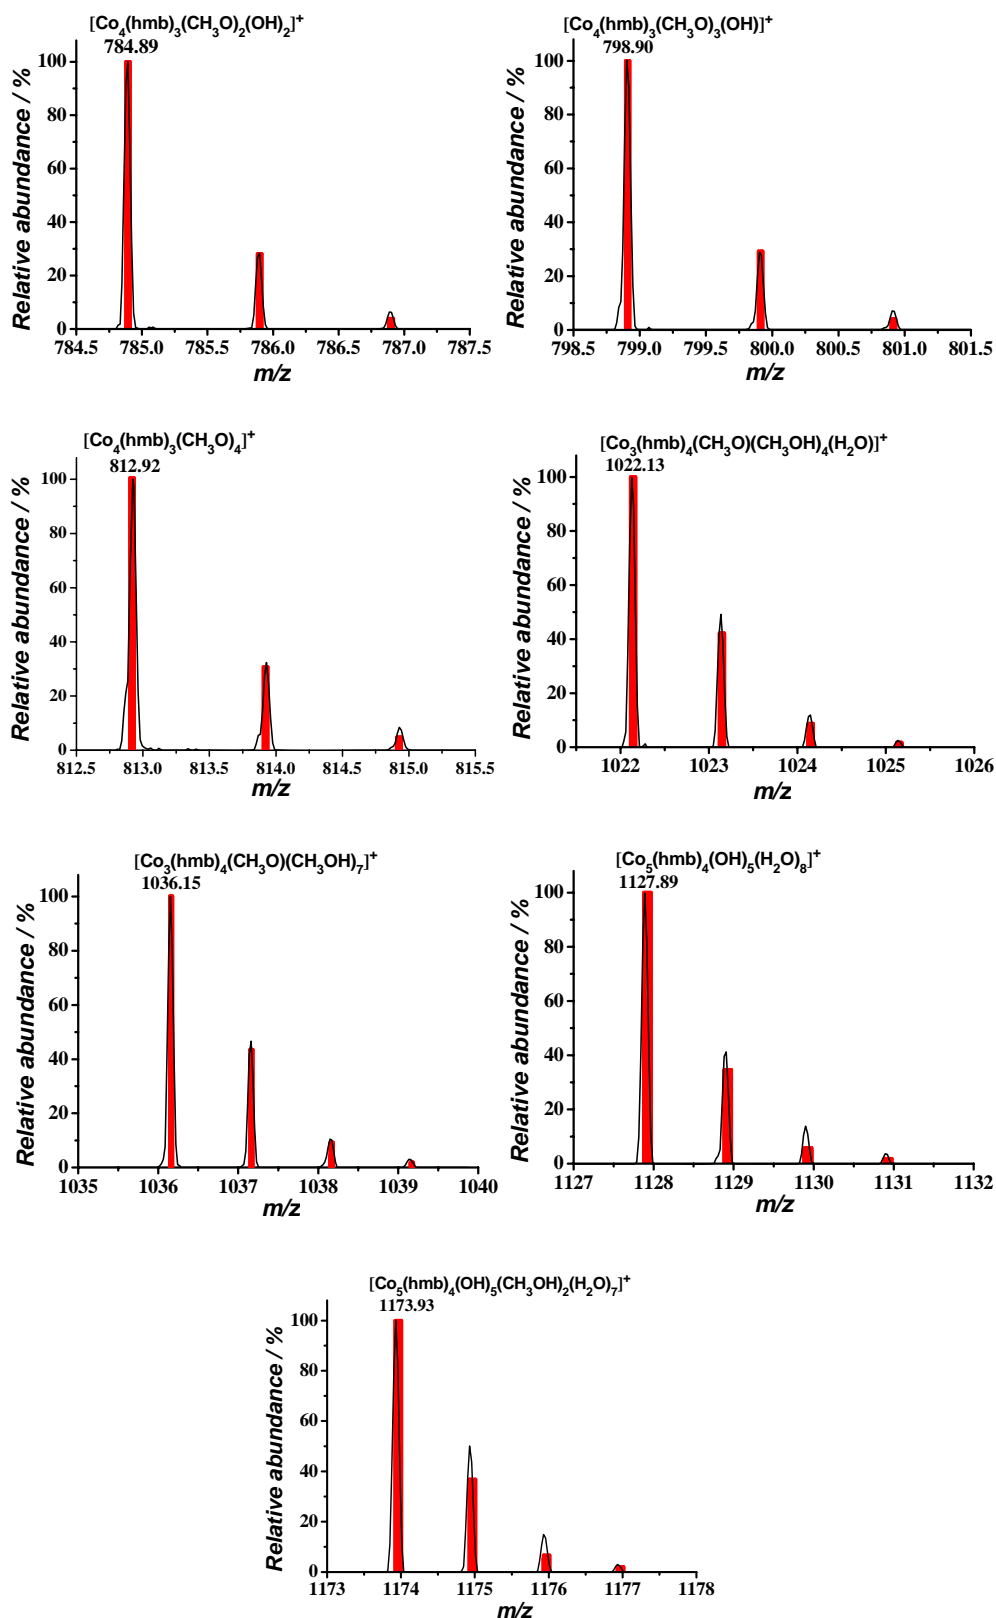 [Co4(hmb)3(CH3O)2(OH)2]+
784.89
Relative abundance / %
100
80
60
40
20
0
784.5 785.0 785.5 786.0 786.5 787.0 787.5
m/z
[Co4(hmb)3(CH3O)3(OH)]+
798.90
Relative abundance / %
100
80
60
40
20
0
798.5 799.0 799.5 800.0 800.5 801.0 801.5
m/z
[Co4(hmb)3(CH3O)4]+
812.92
Relative abundance / %
100
80
60
40
20
0
812.5 813.0 813.5 814.0 814.5 815.0 815.5
m/z
[Co3(hmb)4(CH3O)(CH3OH)4(H2O)]+
1022.13
Relative abundance / %
100
80
60
40
20
0
1022 1023 1024 1025 1026
m/z
[Co3(hmb)4(CH3O)(CH3OH)7]+
1036.15
Relative abundance / %
100
80
60
40
20
0
1035 1036 1037 1038 1039 1040
m/z
[Co5(hmb)4(OH)5(H2O)8]+
1127.89
Relative abundance / %
100
80
60
40
20
0
1127 1128 1129 1130 1131 1132
m/z
[Co5(hmb)4(OH)5(CH3OH)2(H2O)7]+
1173.93
Relative abundance / %
100
80
60
40
20
0
1173 1174 1175 1176 1177 1178
m/z